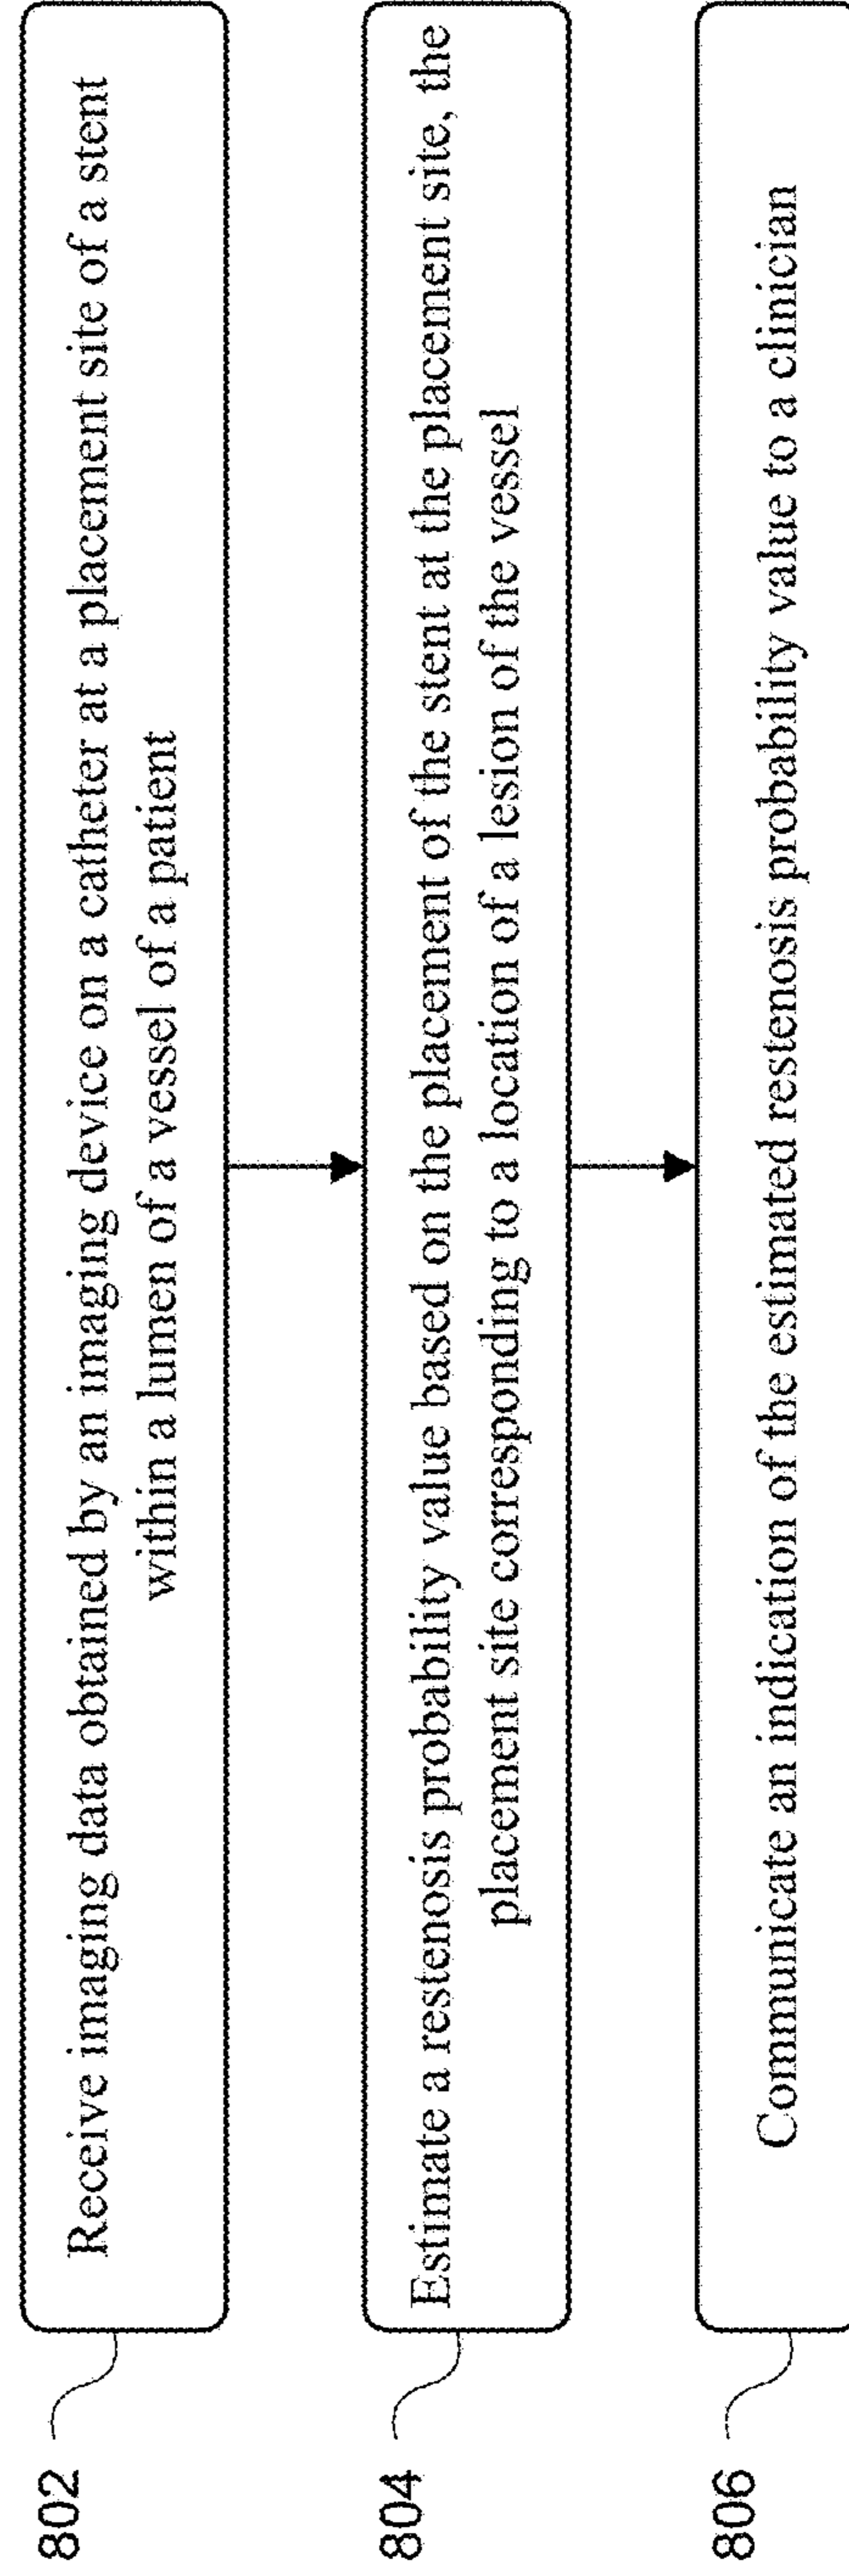 802
Receive imaging data obtained by an imaging device on a catheter at a placement site of a stent
within a lumen of a vessel of a patient
804
Estimate a restenosis probability value based on the placement of the stent at the placement site, the
placement site corresponding to a location of a lesion of the vessel
806
Communicate an indication of the estimated restenosis probability value to a clinician